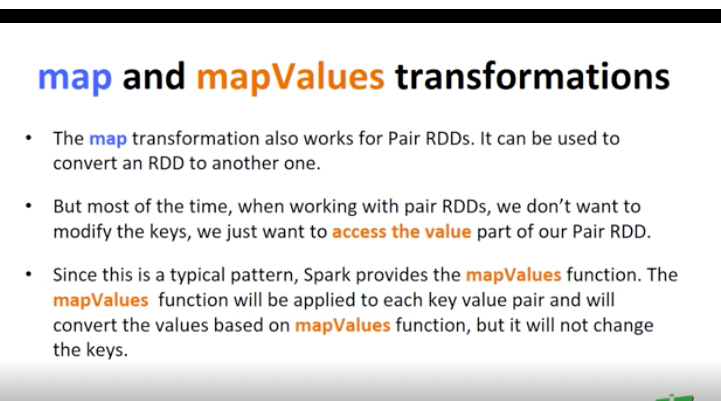 map and mapValues transformations
• The map transformation also works for Pair RDDs. It can be used to
convert an RDD to another one.
• But most of the time, when working with pair RDDs, we don’t want to
modify the keys, we just want to access the value part of our Pair RDD.
• Since this is a typical pattern, Spark provides the mapValues function. The
mapValues function will be applied to each key value pair and will
convert the values based on mapValues function, but it will not change
the keys.